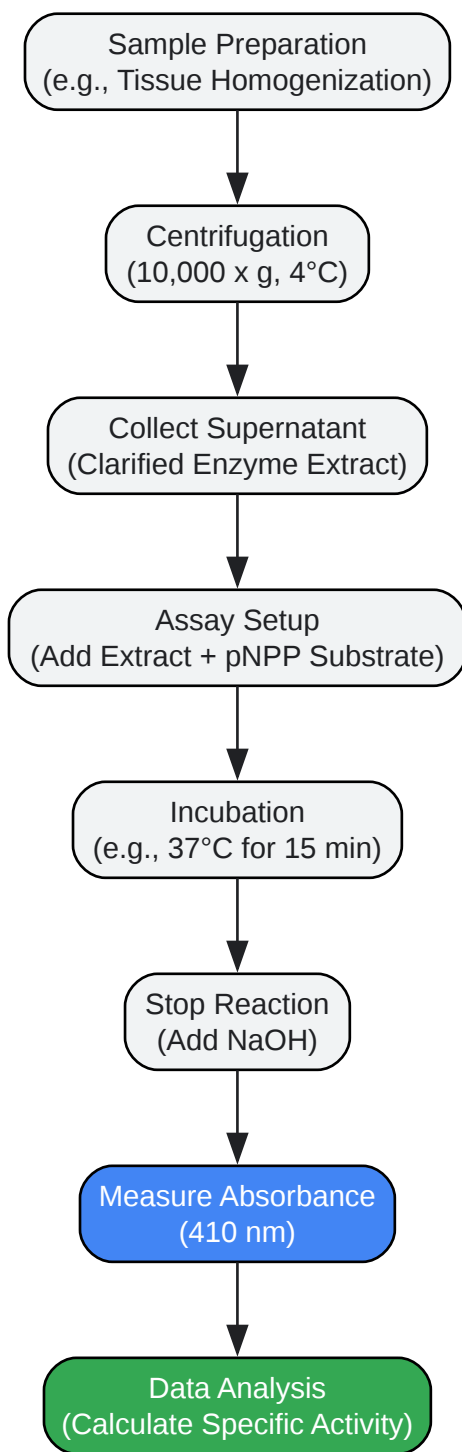 Sample Preparation
(e.g., Tissue Homogenization)
Centrifugation
(10,000 x g, 4°C)
Collect Supernatant
(Clarified Enzyme Extract)
Assay Setup
(Add Extract + pNPP Substrate)
Incubation
(e.g., 37°C for 15 min)
Stop Reaction
(Add NaOH)
Measure Absorbance
(410 nm)
Data Analysis
(Calculate Specific Activity)